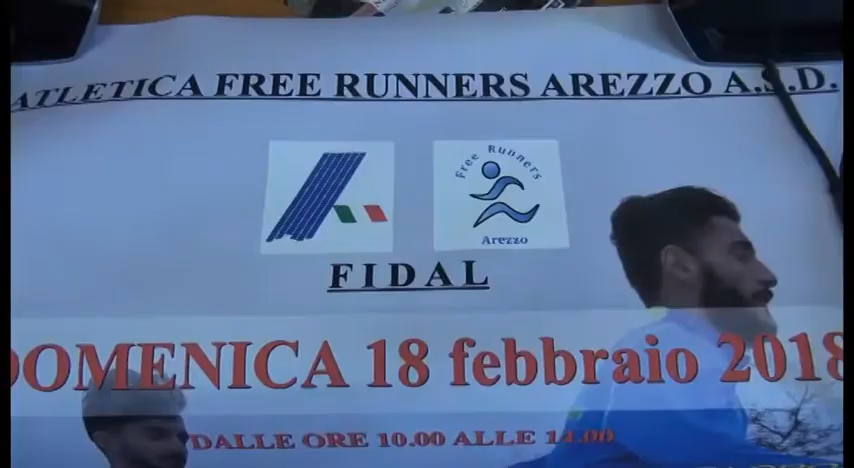 ATLETICA FREE RUNNERS AREZZO A.S.D.
Free Runners
Arezzo
FIDAL
DOMENICA 18 febbraio 2018
DALLE ORE 10.00 ALLE 14.00